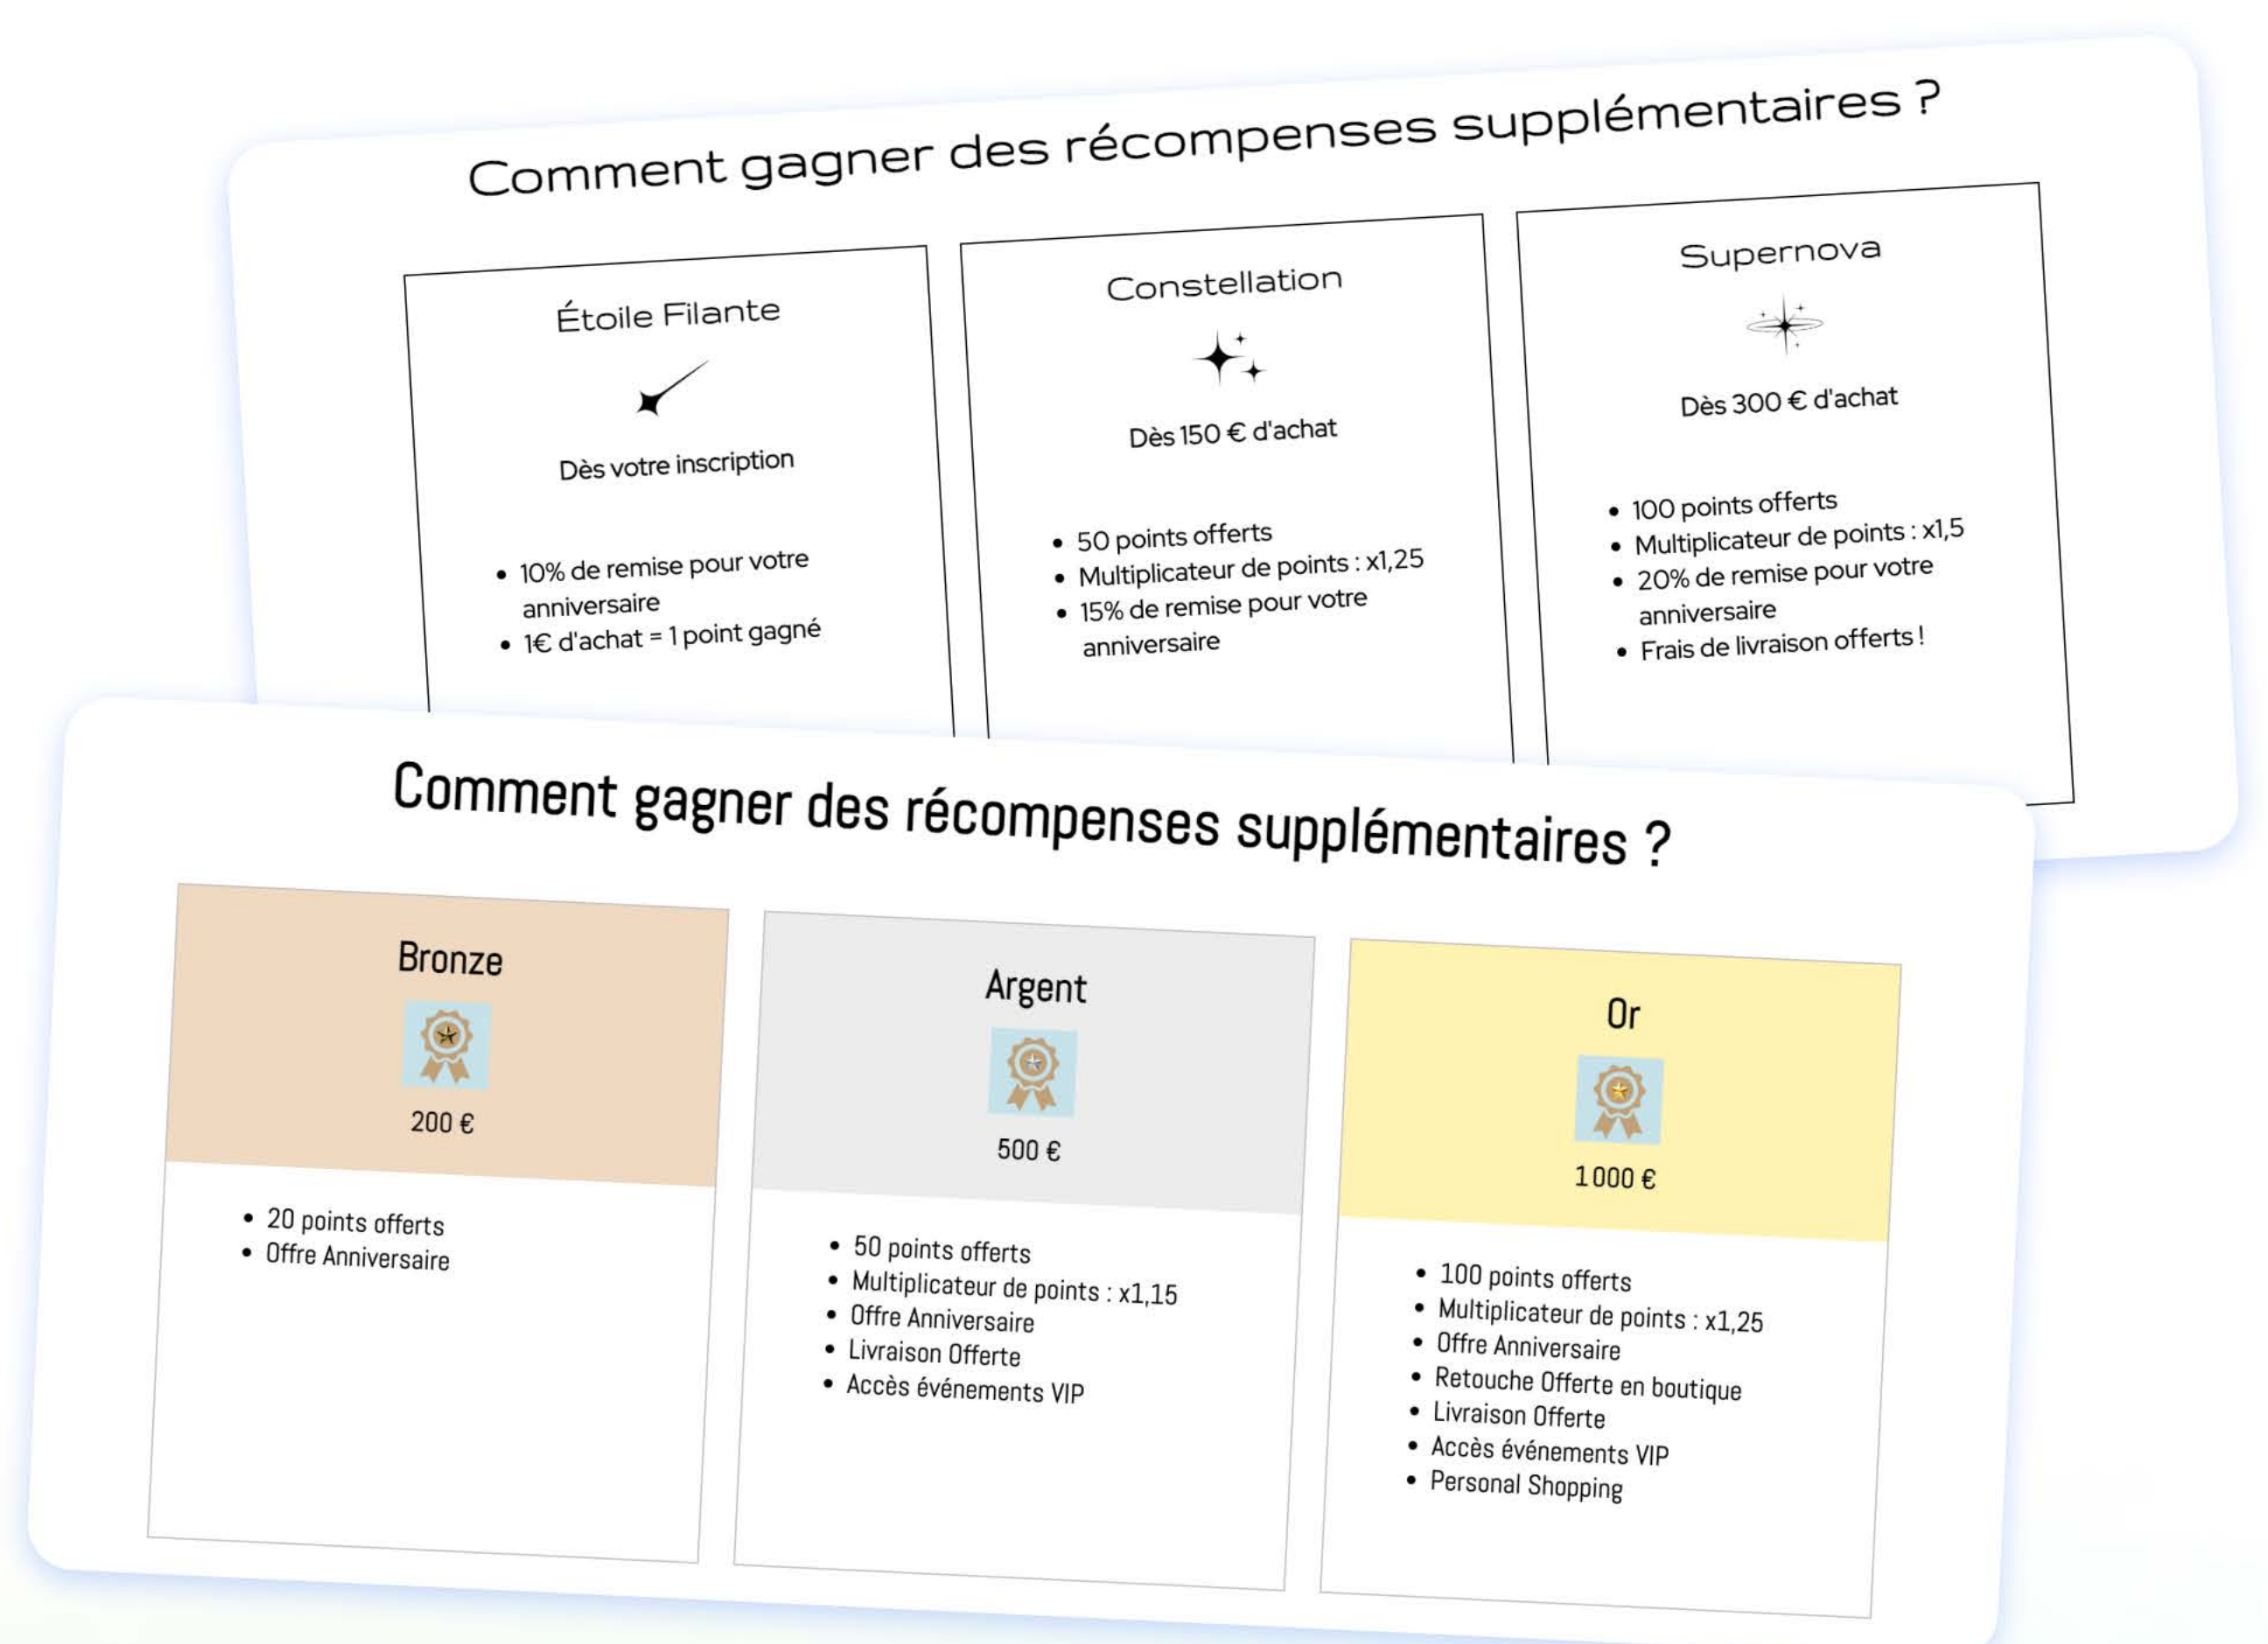 Comment gagner des récompenses supplémentaires ?
Étoile Filante
Dès votre inscription
• 10% de remise pour votre
anniversaire
• 1€ d'achat = 1 point gagné
Constellation
Dès 150 € d'achat
• 50 points offerts
• Multiplicateur de points : x1,25
• 15% de remise pour votre
anniversaire
Supernova
Dès 300 € d'achat
• 100 points offerts
• Multiplicateur de points : x1,5
• 20% de remise pour votre
anniversaire
• Frais de livraison offerts !
Comment gagner des récompenses supplémentaires ?
Bronze
200 €
• 20 points offerts
• Offre Anniversaire
Argent
500 €
• 50 points offerts
• Multiplicateur de points : x1,15
• Offre Anniversaire
• Livraison Offerte
• Accès événements VIP
Or
1 000 €
• 100 points offerts
• Multiplicateur de points : x1,25
• Offre Anniversaire
• Retouche Offerte en boutique
• Livraison Offerte
• Accès événements VIP
• Personal Shopping